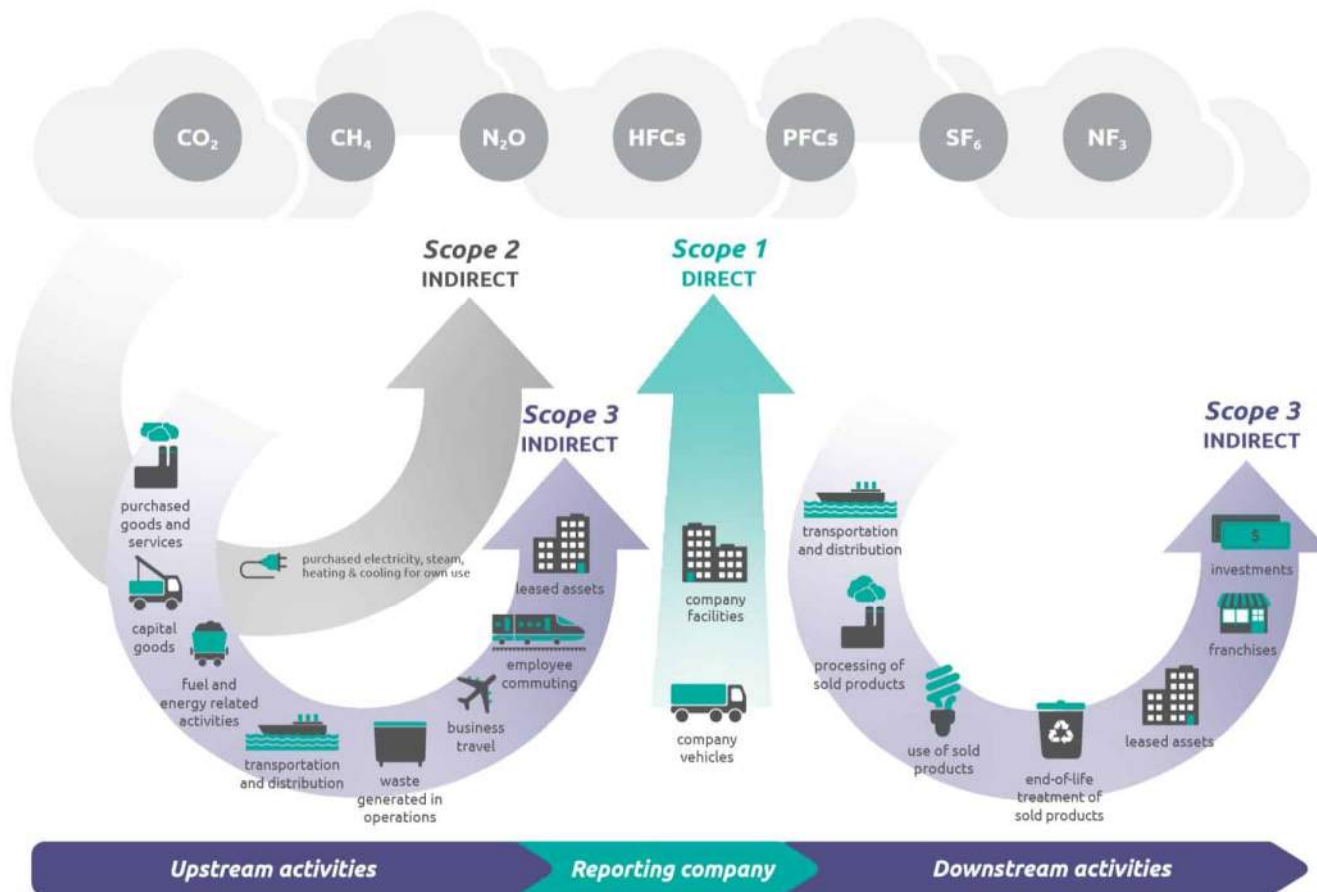 CO₂
CH₄
N₂O
HFCs
PFCs
SF₆
NF₃
Scope 2
INDIRECT
Scope 1
DIRECT
Scope 3
INDIRECT
Scope 3
INDIRECT
purchased
goods and
services
capital
goods
fuel and
energy related
activities
purchased electricity, steam,
heating & cooling for own use
transportation
and distribution
waste
generated in
operations
business
travel
employee
commuting
leased assets
company
facilities
company
vehicles
transportation
and distribution
processing of
sold products
use of sold
products
end-of-life
treatment of
sold products
leased assets
franchises
$
investments
Upstream activities
Reporting company
Downstream activities